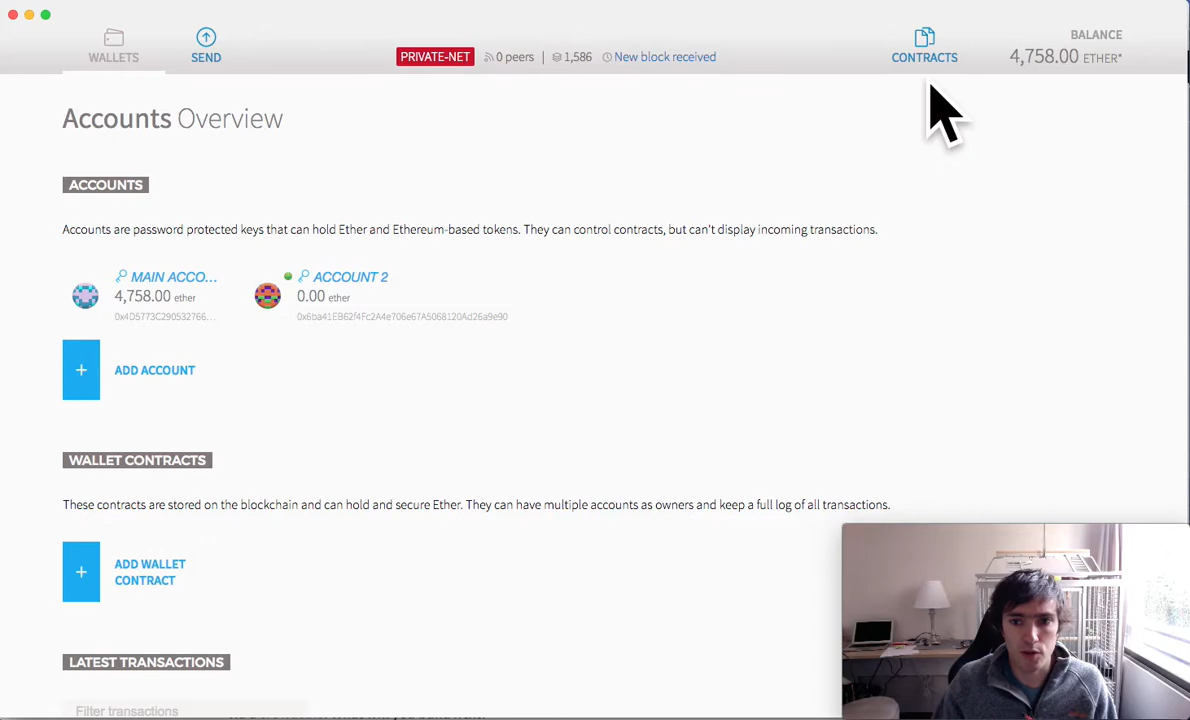 WALLETS
SEND
PRIVATE-NET 0 peers | 1,586 New block received
CONTRACTS
BALANCE
4,758.00 ETHER*
Accounts Overview
ACCOUNTS
Accounts are password protected keys that can hold Ether and Ethereum-based tokens. They can control contracts, but can't display incoming transactions.
MAIN ACCO...
4,758.00 ether
0x4D5773C290532766...
ACCOUNT 2
0.00 ether
0x6ba41EB62f4Fc2A4e706e67A5068120Ad26a9e90
+ ADD ACCOUNT
WALLET CONTRACTS
These contracts are stored on the blockchain and can hold and secure Ether. They can have multiple accounts as owners and keep a full log of all transactions.
+ ADD WALLET
CONTRACT
LATEST TRANSACTIONS
Filter transactions